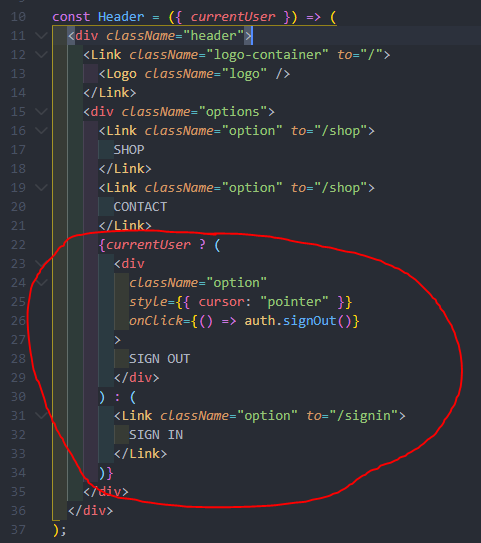 10 const Header = ({ currentUser }) => (
11 <div className="header">
12 <Link className="logo-container" to="/">
13 <Logo className="logo" />
14 </Link>
15 <div className="options">
16 <Link className="option" to="/shop">
17 SHOP
18 </Link>
19 <Link className="option" to="/shop">
20 CONTACT
21 </Link>
22 {currentUser ? (
23 <div
24 className="option"
25 style={{ cursor: "pointer" }}
26 onClick={() => auth.signOut()}
27 >
28 SIGN OUT
29 </div>
30 ) : (
31 <Link className="option" to="/signin">
32 SIGN IN
33 </Link>
34 )}
35 </div>
36 </div>
37 );